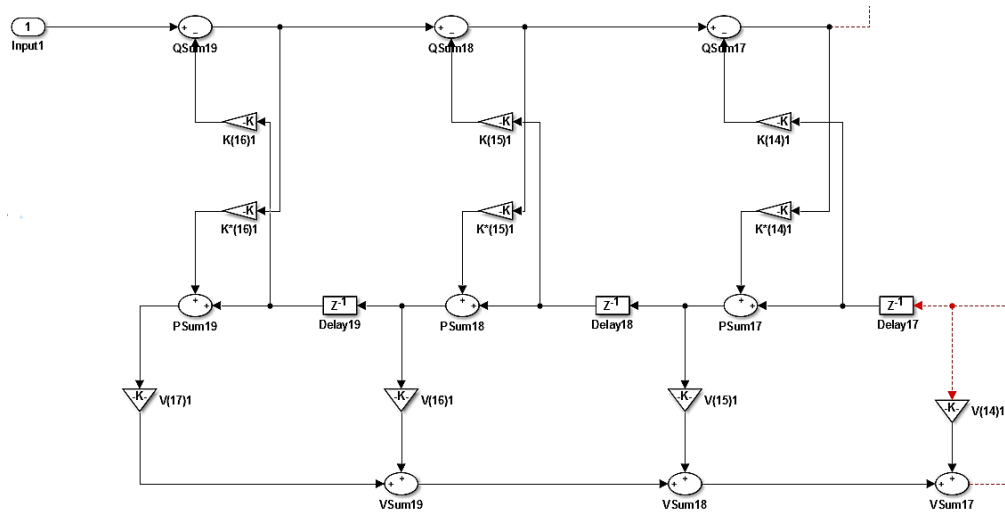 1
Input1
+ −
QSum19
+ −
QSum18
+ −
QSum17
-K
K(16)1
-K
K(15)1
-K
K(14)1
-K
K*(16)1
-K
K*(15)1
-K
K*(14)1
+ +
PSum19
Z-1
Delay19
+ +
PSum18
Z-1
Delay18
+ +
PSum17
Z-1
Delay17
-K-
V(17)1
-K-
V(16)1
-K-
V(15)1
-K-
V(14)1
+ +
VSum19
+ +
VSum18
+ +
VSum17